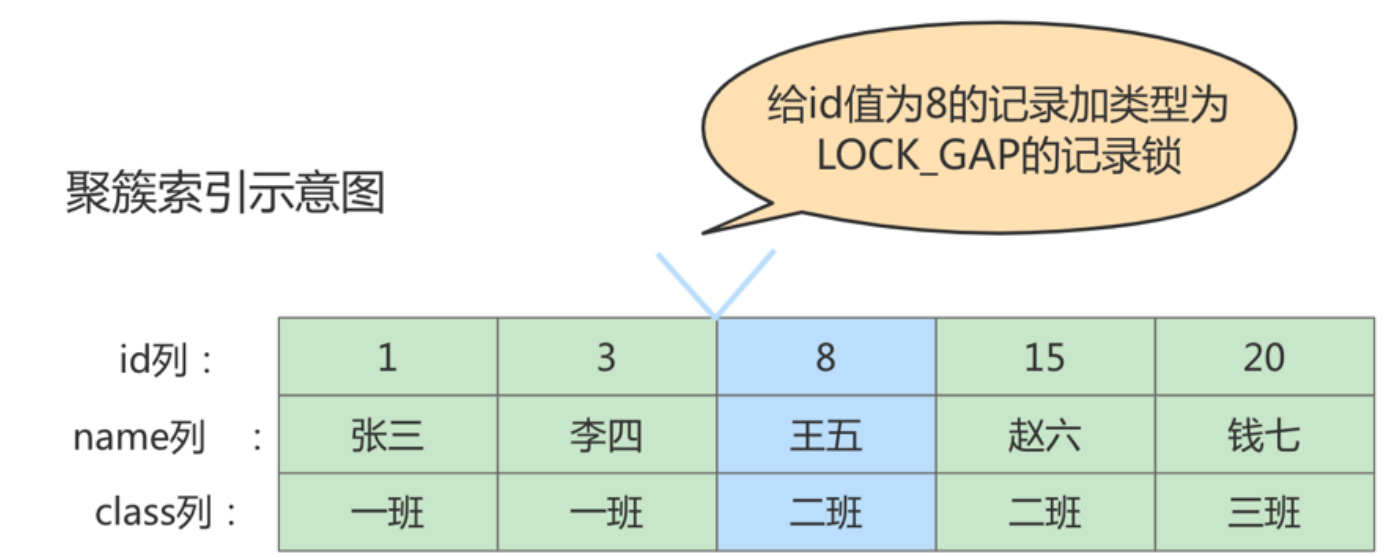 给id值为8的记录加类型为
LOCK_GAP的记录锁
聚簇索引示意图
id列： 1 3 8 15 20
name列 ： 张三 李四 王五 赵六 钱七
class列： 一班 一班 二班 二班 三班